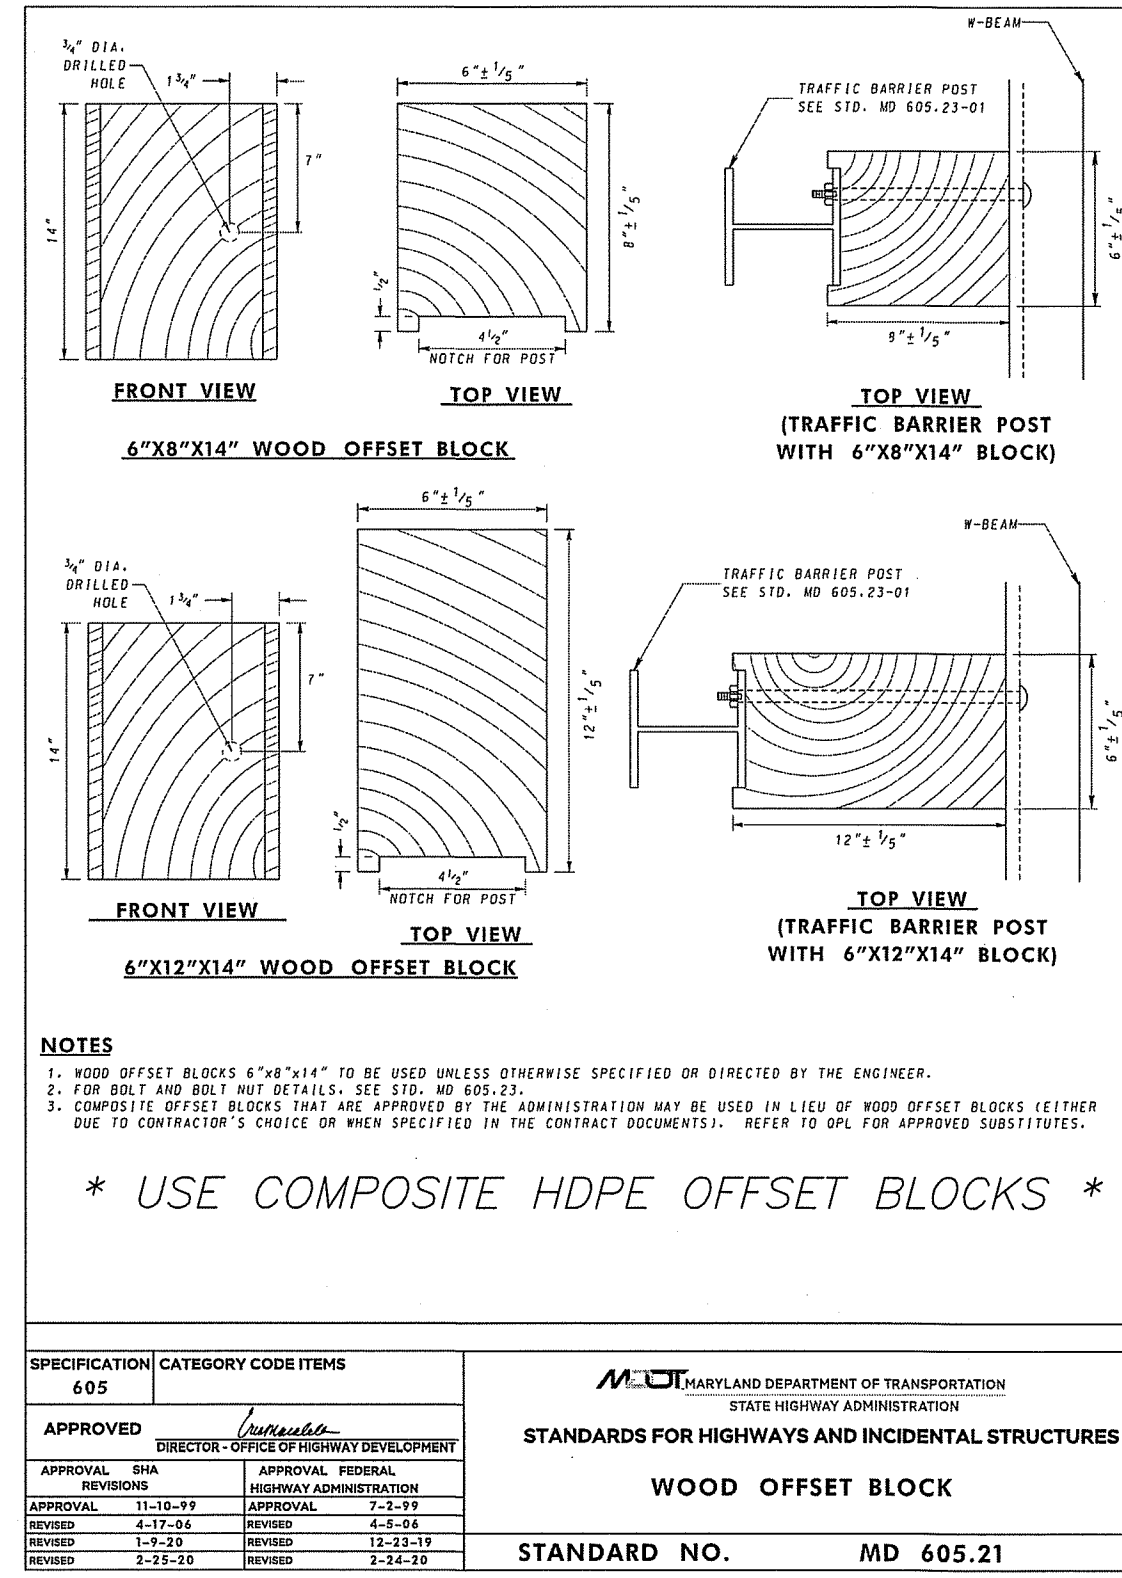 3/4" DIA.
DRILLED
HOLE
1 3/4"
7"
14"
FRONT VIEW
6"± 1/5"
8"± 1/5"
1/2"
4 1/2"
NOTCH FOR POST
TOP VIEW
6"X8"X14" WOOD OFFSET BLOCK
W-BEAM
TRAFFIC BARRIER POST
SEE STD. MD 605.23-01
6"± 1/5"
8"± 1/5"
TOP VIEW
(TRAFFIC BARRIER POST
WITH 6"X8"X14" BLOCK)
3/4" DIA.
DRILLED
HOLE
1 3/4"
7"
14"
FRONT VIEW
6"± 1/5"
12"± 1/5"
1/2"
4 1/2"
NOTCH FOR POST
TOP VIEW
6"X12"X14" WOOD OFFSET BLOCK
W-BEAM
TRAFFIC BARRIER POST
SEE STD. MD 605.23-01
6"± 1/5"
12"± 1/5"
TOP VIEW
(TRAFFIC BARRIER POST
WITH 6"X12"X14" BLOCK)
NOTES
1. WOOD OFFSET BLOCKS 6"x8"x14" TO BE USED UNLESS OTHERWISE SPECIFIED OR DIRECTED BY THE ENGINEER.
2. FOR BOLT AND BOLT NUT DETAILS, SEE STD. MD 605.23.
3. COMPOSITE OFFSET BLOCKS THAT ARE APPROVED BY THE ADMINISTRATION MAY BE USED IN LIEU OF WOOD OFFSET BLOCKS (EITHER
DUE TO CONTRACTOR'S CHOICE OR WHEN SPECIFIED IN THE CONTRACT DOCUMENTS). REFER TO QPL FOR APPROVED SUBSTITUTES.
* USE COMPOSITE HDPE OFFSET BLOCKS *
SPECIFICATION
605
CATEGORY CODE ITEMS
APPROVED
DIRECTOR - OFFICE OF HIGHWAY DEVELOPMENT
APPROVAL SHA
REVISIONS
APPROVAL FEDERAL
HIGHWAY ADMINISTRATION
APPROVAL 11-10-99 APPROVAL 7-2-99
REVISED 4-17-06 REVISED 4-5-06
REVISED 1-9-20 REVISED 12-23-19
REVISED 2-25-20 REVISED 2-24-20
MDOT MARYLAND DEPARTMENT OF TRANSPORTATION
STATE HIGHWAY ADMINISTRATION
STANDARDS FOR HIGHWAYS AND INCIDENTAL STRUCTURES
WOOD OFFSET BLOCK
STANDARD NO. MD 605.21